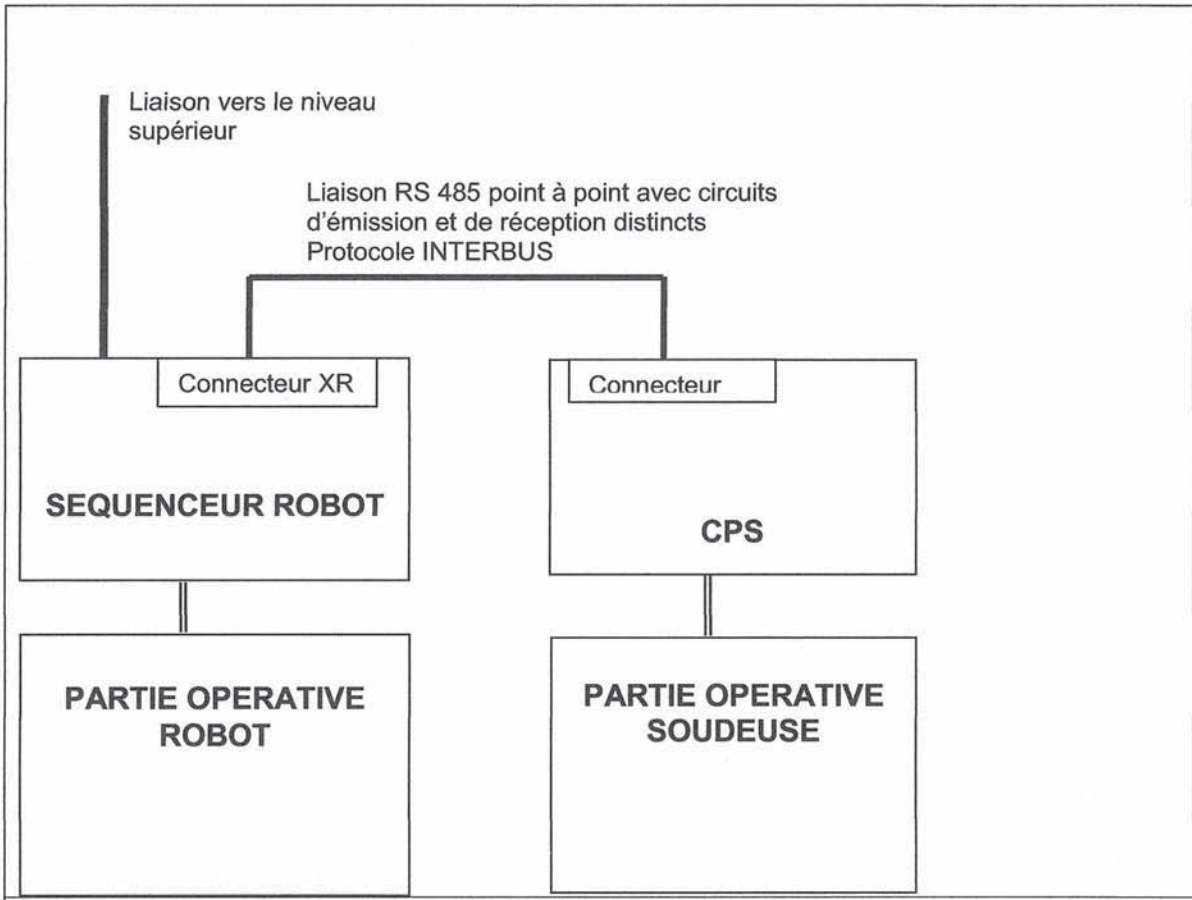 Liaison vers le niveau
supérieur
Liaison RS 485 point à point avec circuits
d'émission et de réception distincts
Protocole INTERBUS
Connecteur XR
Connecteur
SEQUENCEUR ROBOT
CPS
PARTIE OPERATIVE
ROBOT
PARTIE OPERATIVE
SOUDEUSE